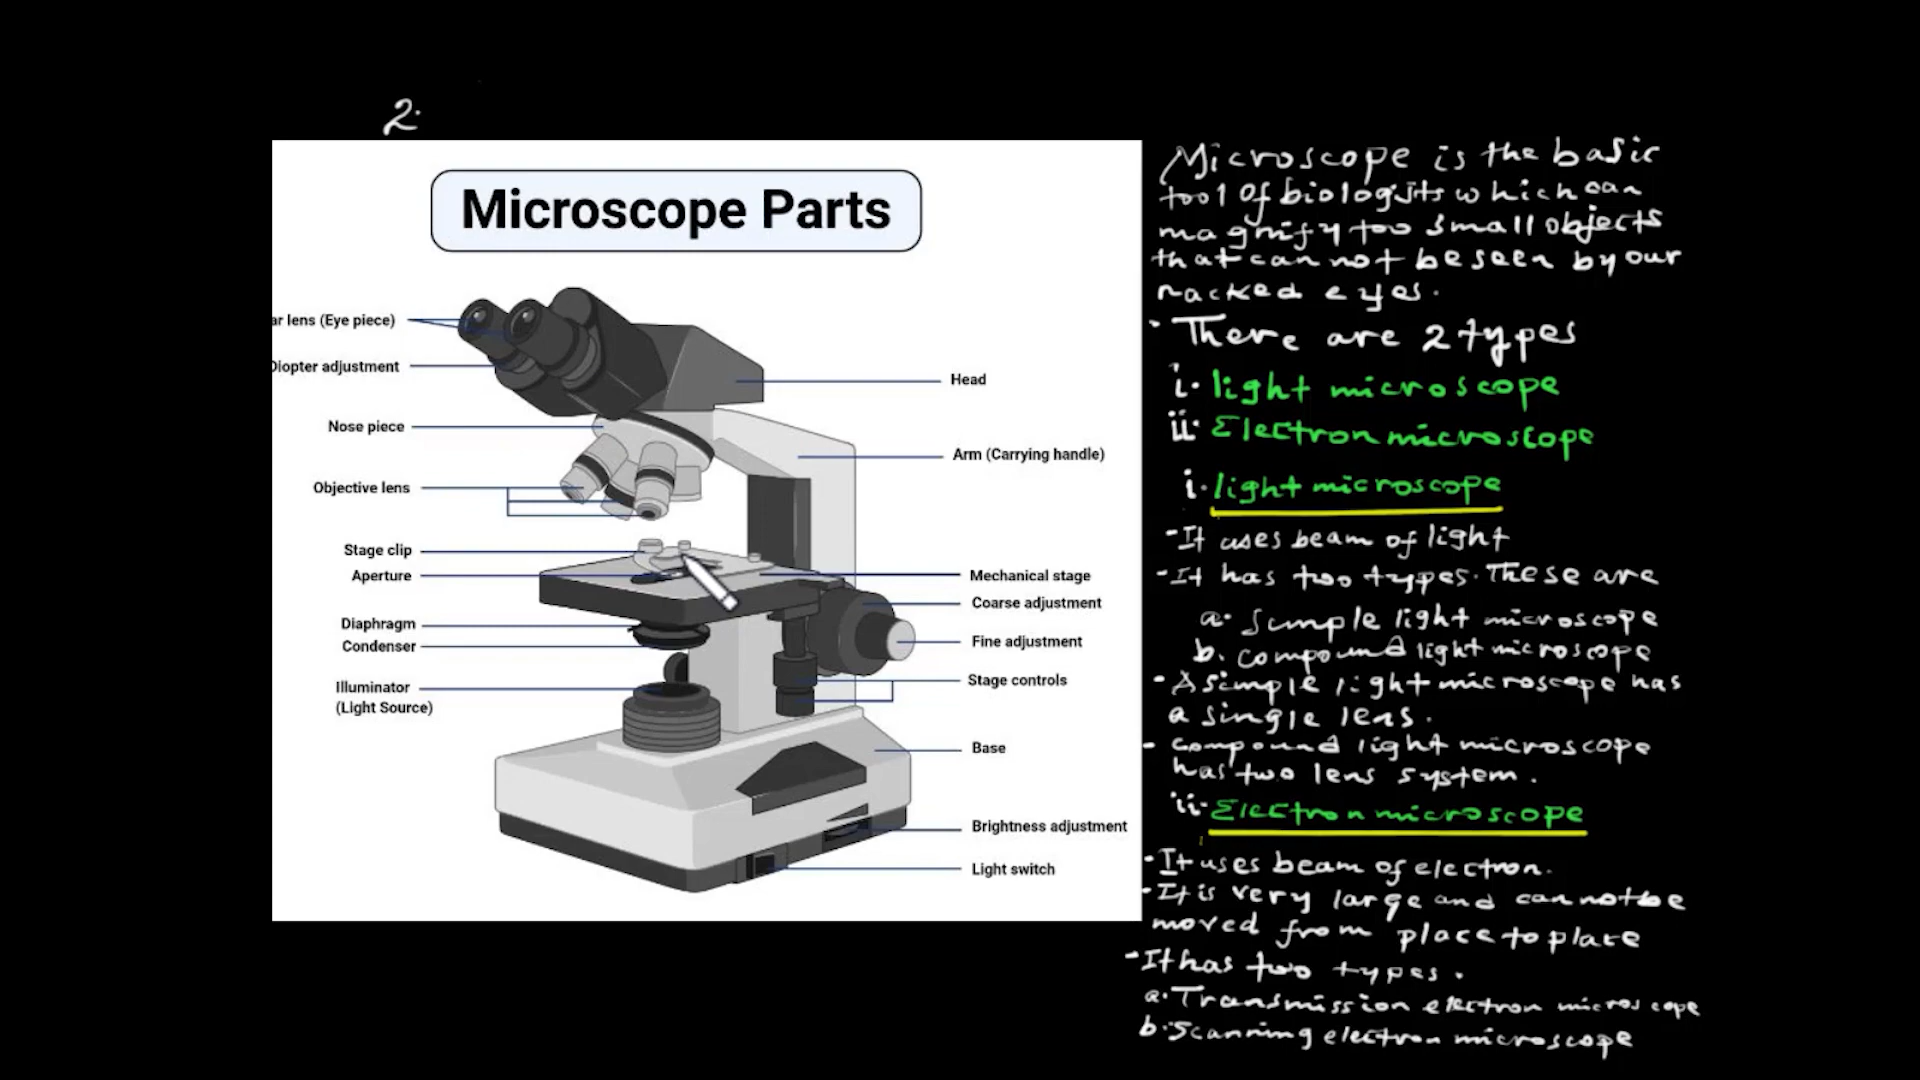 2.
Microscope Parts
ar lens (Eye piece)
Diopter adjustment
Nose piece
Objective lens
Stage clip
Aperture
Diaphragm
Condenser
Illuminator
(Light Source)
Head
Arm (Carrying handle)
Mechanical stage
Coarse adjustment
Fine adjustment
Stage controls
Base
Brightness adjustment
Light switch
Microscope is the basic
tool of biologists which can
magnify too small objects
that can not be seen by our
nacked eyes.
· There are 2 types
i. light microscope
ii. Electron microscope
i. light microscope
- It uses beam of light
- It has two types. These are
a. Simple light microscope
b. compound light microscope
· A simple light microscope has
a single lens.
- compound light microscope
has two lens system.
ii. Electron microscope
· It uses beam of electron.
· It is very large and can not be
moved from place to place
- It has two types.
a. Transmission electron microscope
b. Scanning electron microscope